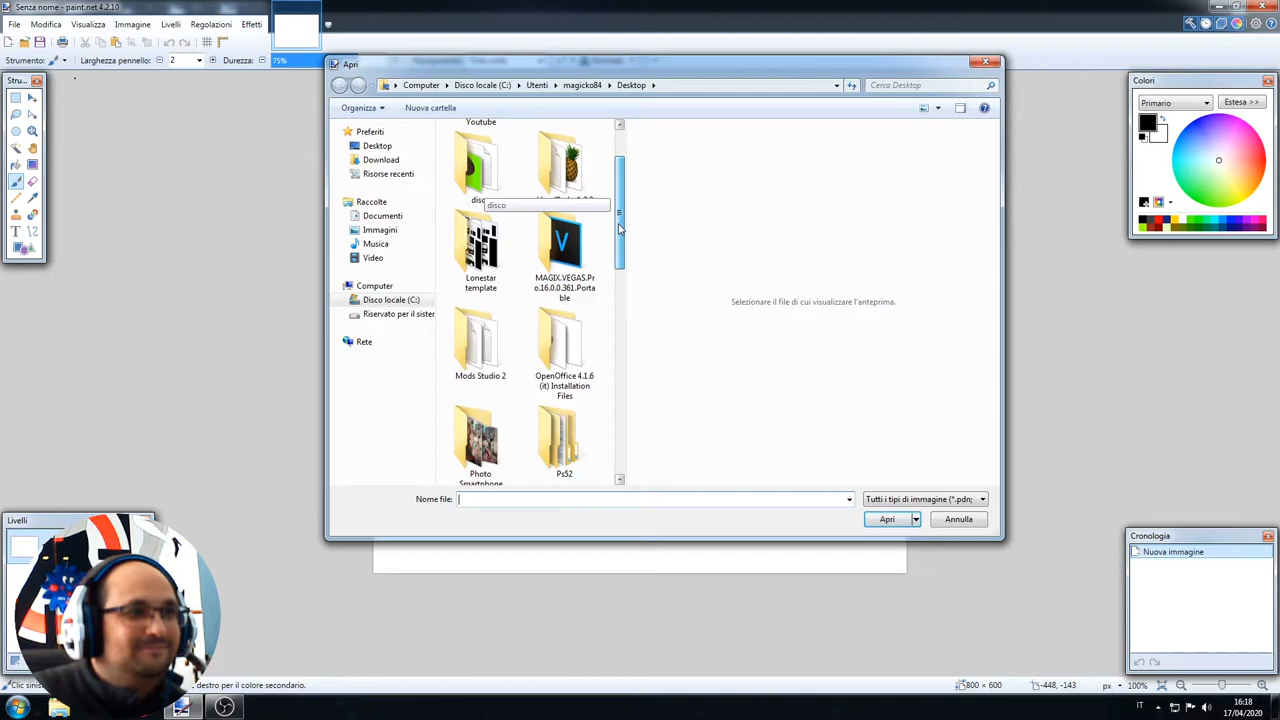 Senza nome - paint.net 4.2.10
File Modifica Visualizza Immagine Livelli Regolazioni Effetti
Strumento: Larghezza pennello: 2 Durezza: 75%
Stru...
Apri
Computer Disco locale (C:) Utenti magicko84 Desktop
Cerca Desktop
Organizza Nuova cartella
Preferiti
Desktop
Download
Risorse recenti
Raccolte
Documenti
Immagini
Musica
Video
Computer
Disco locale (C:)
Riservato per il sister
Rete
Youtube
disco
Lonestar
template
MAGIX.VEGAS.Pr
o.16.0.0.361.Porta
ble
Mods Studio 2
OpenOffice 4.1.6
(it) Installation
Files
Photo
Smartphone
Ps52
Selezionare il file di cui visualizzare l'anteprima.
Nome file:
Tutti i tipi di immagine (*.pdn;
Apri
Annulla
Colori
Primario
Estesa >>
Livelli
Cronologia
Nuova immagine
destro per il colore secondario.
800 × 600
-448, -143
px
100%
IT
16:18
17/04/2020